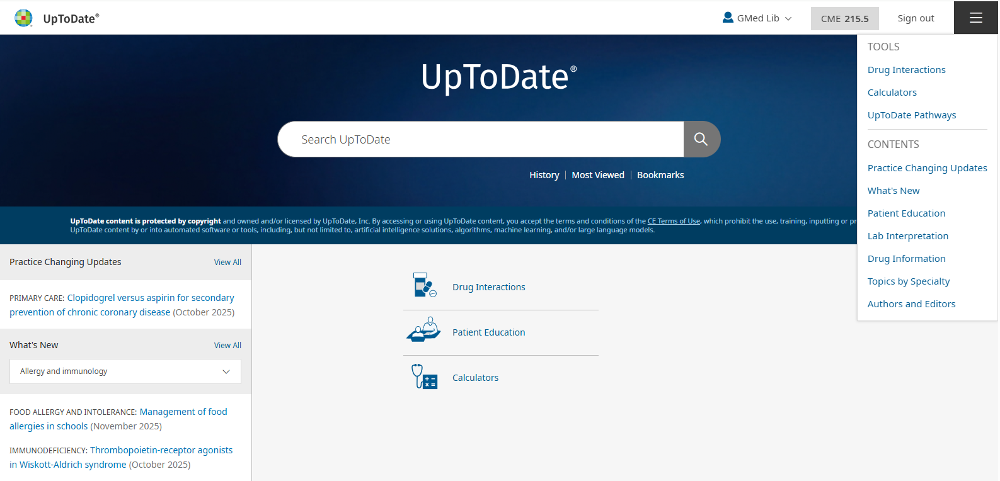 UpToDate®
GMed Lib
CME 215.5
Sign out
TOOLS
Drug Interactions
Calculators
UpToDate Pathways
CONTENTS
Practice Changing Updates
What's New
Patient Education
Lab Interpretation
Drug Information
Topics by Specialty
Authors and Editors
UpToDate®
Search UpToDate
History
Most Viewed
Bookmarks
UpToDate content is protected by copyright and owned and/or licensed by UpToDate, Inc. By accessing or using UpToDate content, you accept the terms and conditions of the CE Terms of Use, which prohibit the use, training, inputting or
UpToDate content by or into automated software or tools, including, but not limited to, artificial intelligence solutions, algorithms, machine learning, and/or large language models.
Practice Changing Updates
View All
PRIMARY CARE: Clopidogrel versus aspirin for secondary
prevention of chronic coronary disease (October 2025)
What's New
View All
Allergy and immunology
FOOD ALLERGY AND INTOLERANCE: Management of food
allergies in schools (November 2025)
IMMUNODEFICIENCY: Thrombopoietin-receptor agonists
in Wiskott-Aldrich syndrome (October 2025)
Drug Interactions
Patient Education
Calculators